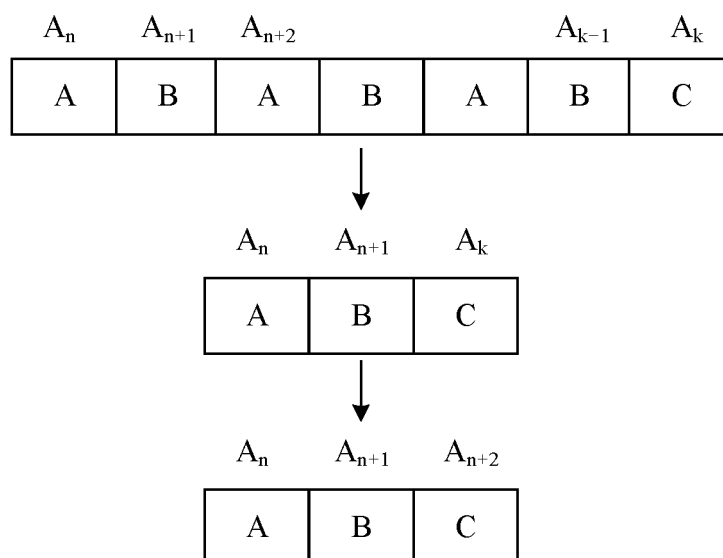 Aₙ Aₙ₊₁ Aₙ₊₂ Aₖ₋₁ Aₖ
A B A B A B C
Aₙ Aₙ₊₁ Aₖ
A B C
Aₙ Aₙ₊₁ Aₙ₊₂
A B C